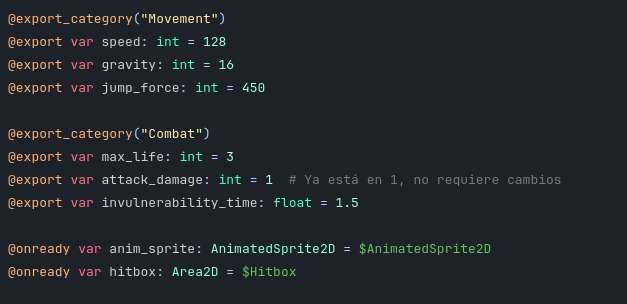 @export_category("Movement")
@export var speed: int = 128
@export var gravity: int = 16
@export var jump_force: int = 450
@export_category("Combat")
@export var max_life: int = 3
@export var attack_damage: int = 1  # Ya está en 1, no requiere cambios
@export var invulnerability_time: float = 1.5
@onready var anim_sprite: AnimatedSprite2D = $AnimatedSprite2D
@onready var hitbox: Area2D = $Hitbox